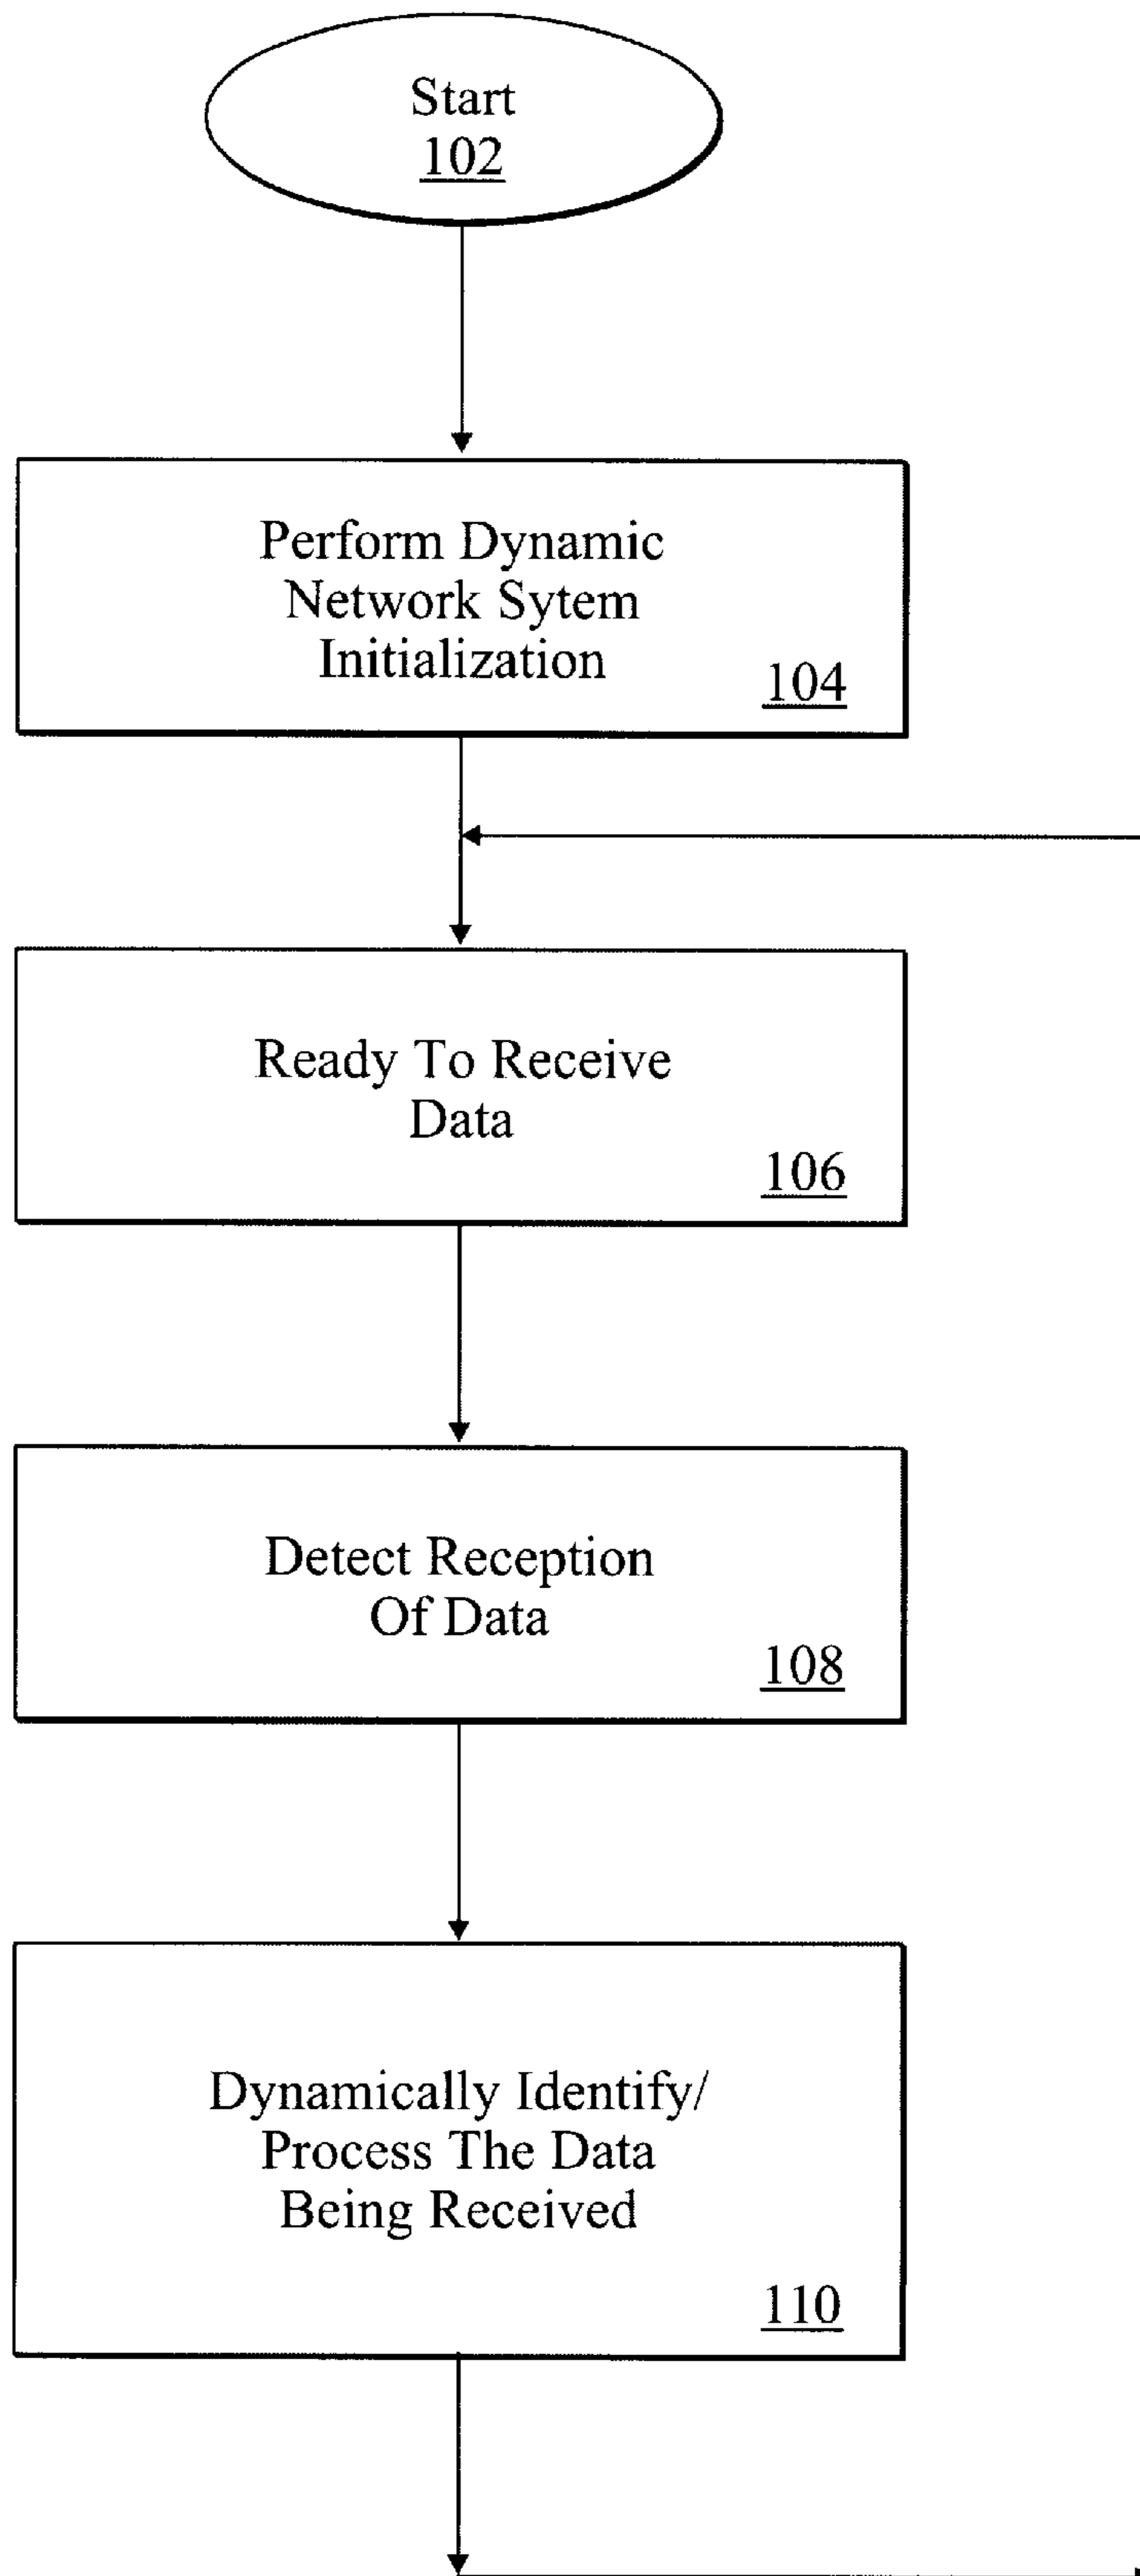 Start
102
Perform Dynamic
Network Sytem
Initialization
104
Ready To Receive
Data
106
Detect Reception
Of Data
108
Dynamically Identify/
Process The Data
Being Received
110